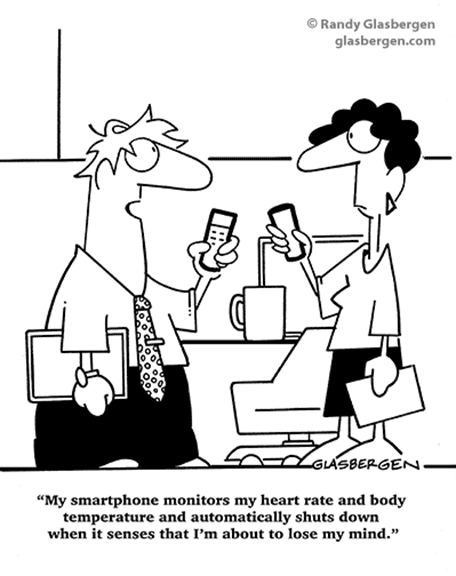 © Randy Glasbergen
glasbergen.com
GLASBERGEN
“My smartphone monitors my heart rate and body
temperature and automatically shuts down
when it senses that I’m about to lose my mind.”